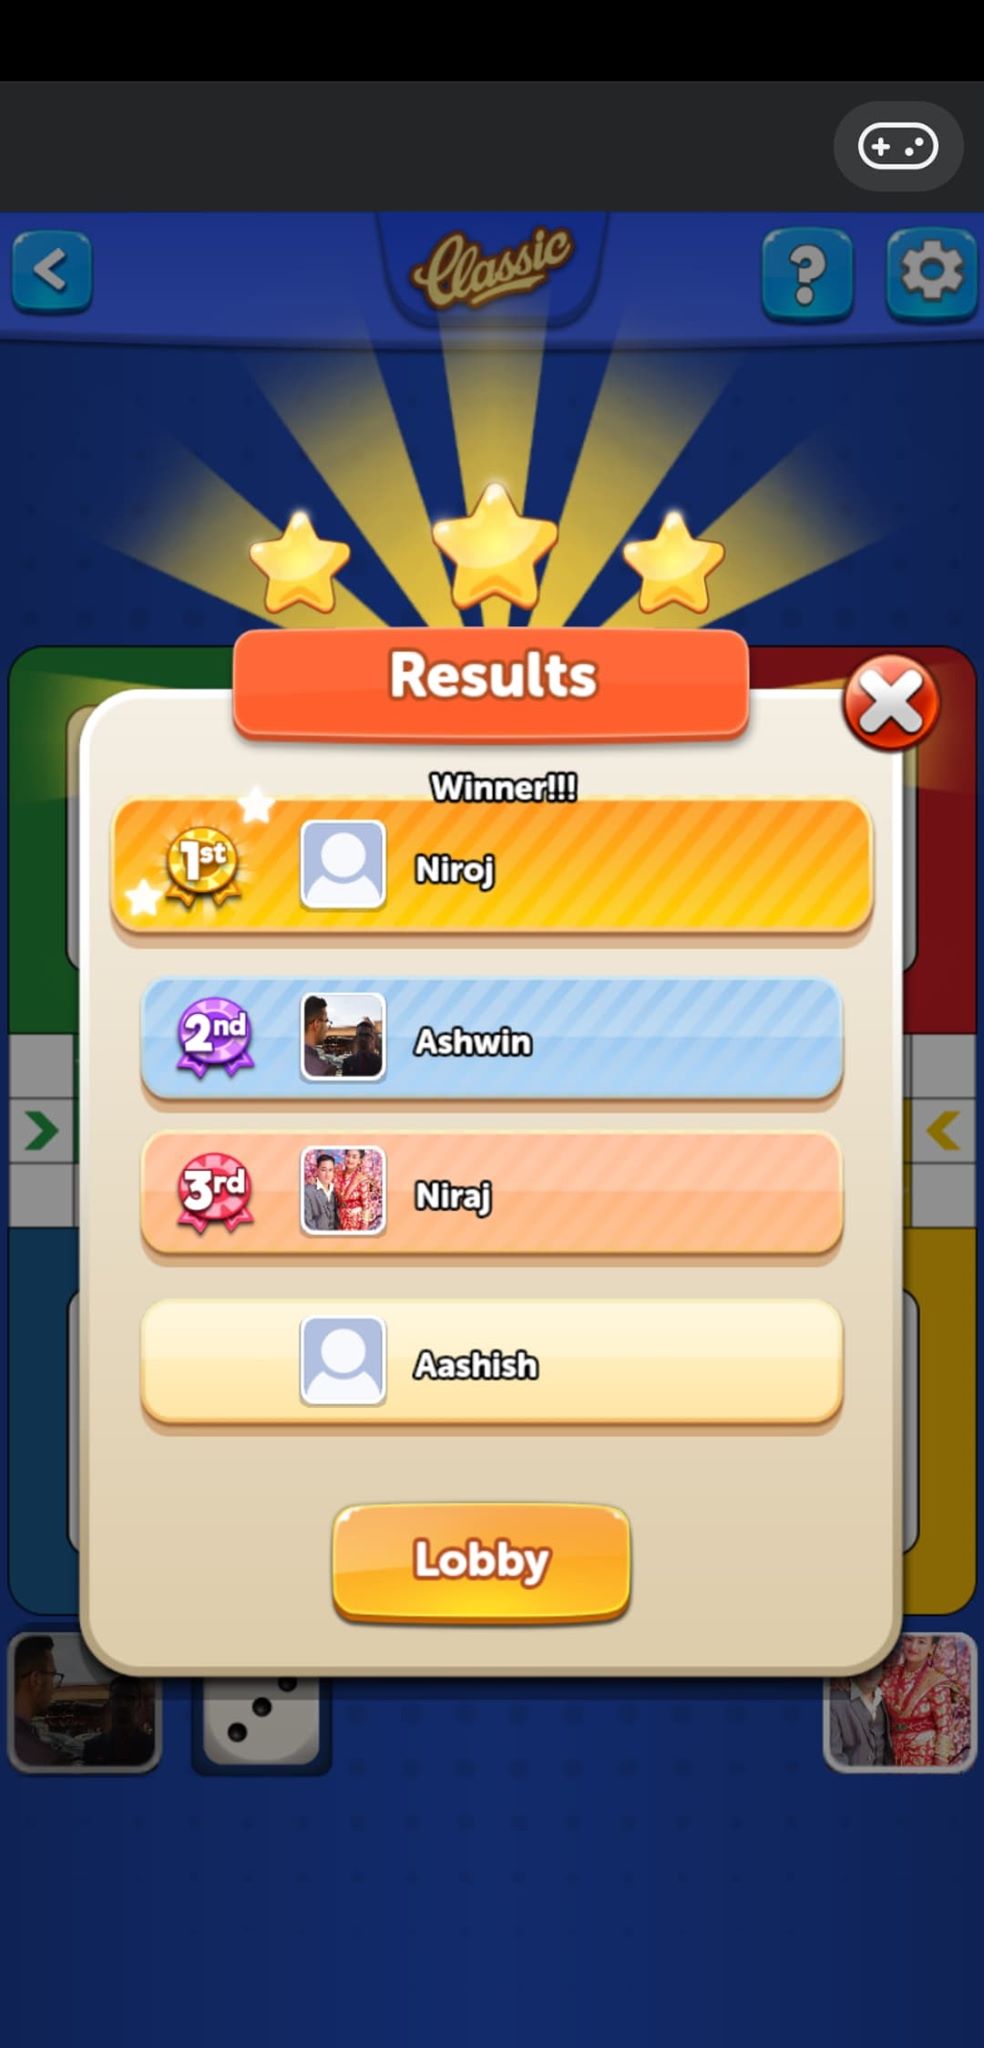 Classic
?
Results
Winner!!!
1st Niroj
2nd Ashwin
3rd Niraj
Aashish
Lobby